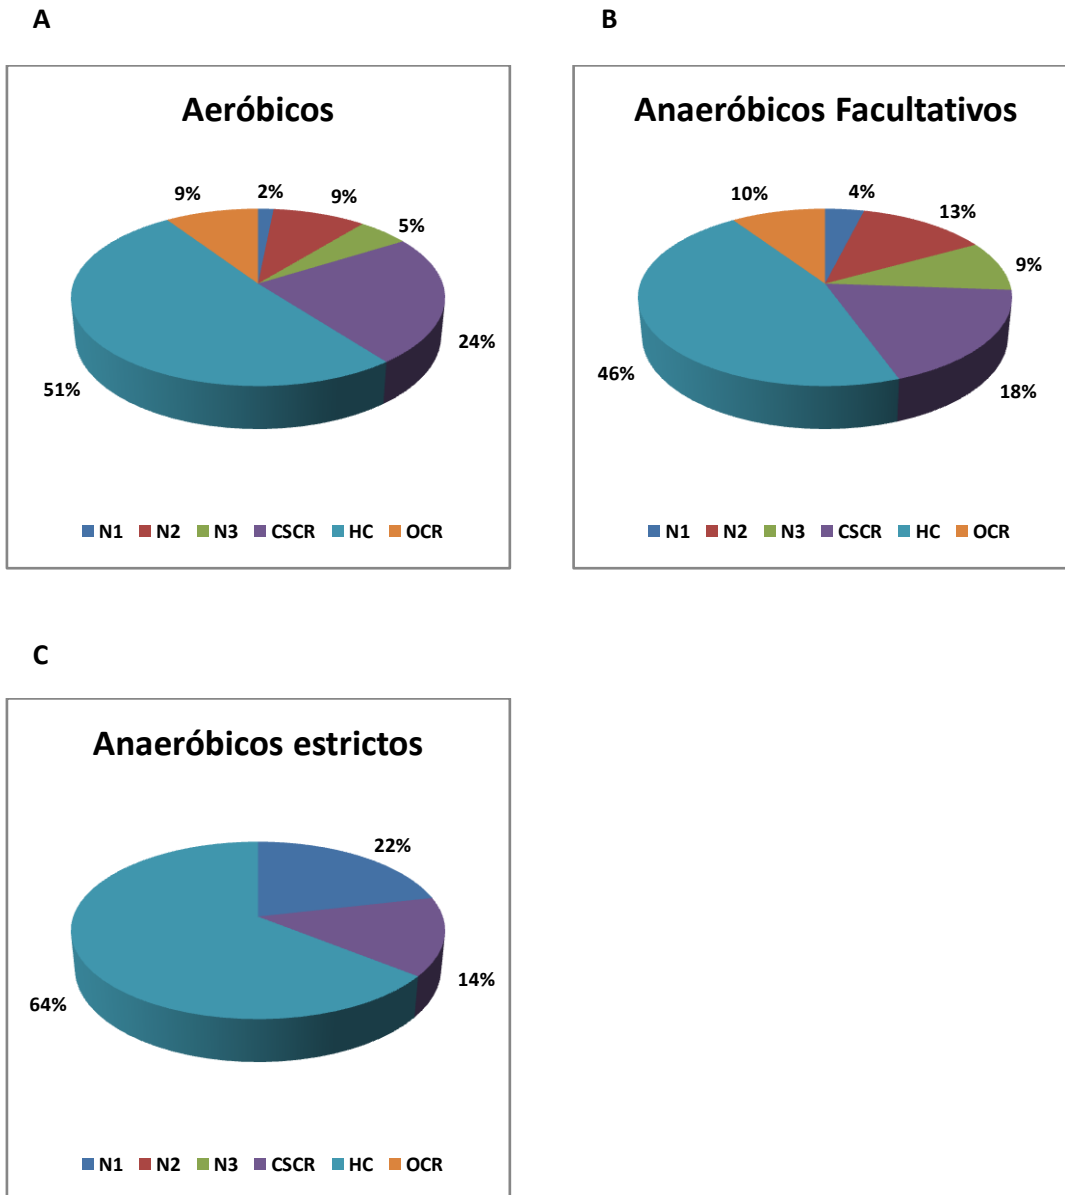 A
Aeróbicos
9%
2%
9%
5%
24%
51%
N1 N2 N3 CSCR HC OCR
B
Anaeróbicos Facultativos
10%
4%
13%
9%
46%
18%
N1 N2 N3 CSCR HC OCR
C
Anaeróbicos estrictos
22%
14%
64%
N1 N2 N3 CSCR HC OCR